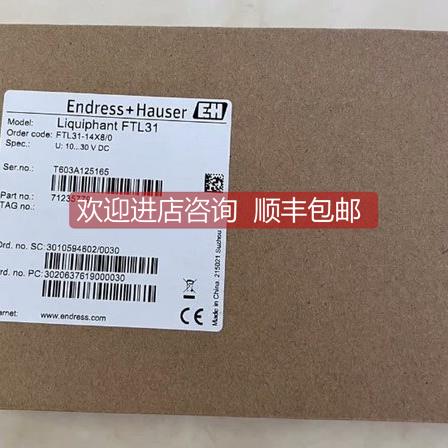 Endress+Hauser EH
Model: Liquiphant FTL31
Order code: FTL31-14X8/0
Spec.: U: 10...30 V DC
Ser.no.: T603A125165
Part no.:
TAG no.:
欢迎进店咨询 顺丰包邮
Ord. no. SC: 3010594602/0030
Ord. no. PC: 3020637619000030
Made in China, 215021 Suzhou
www.endress.com